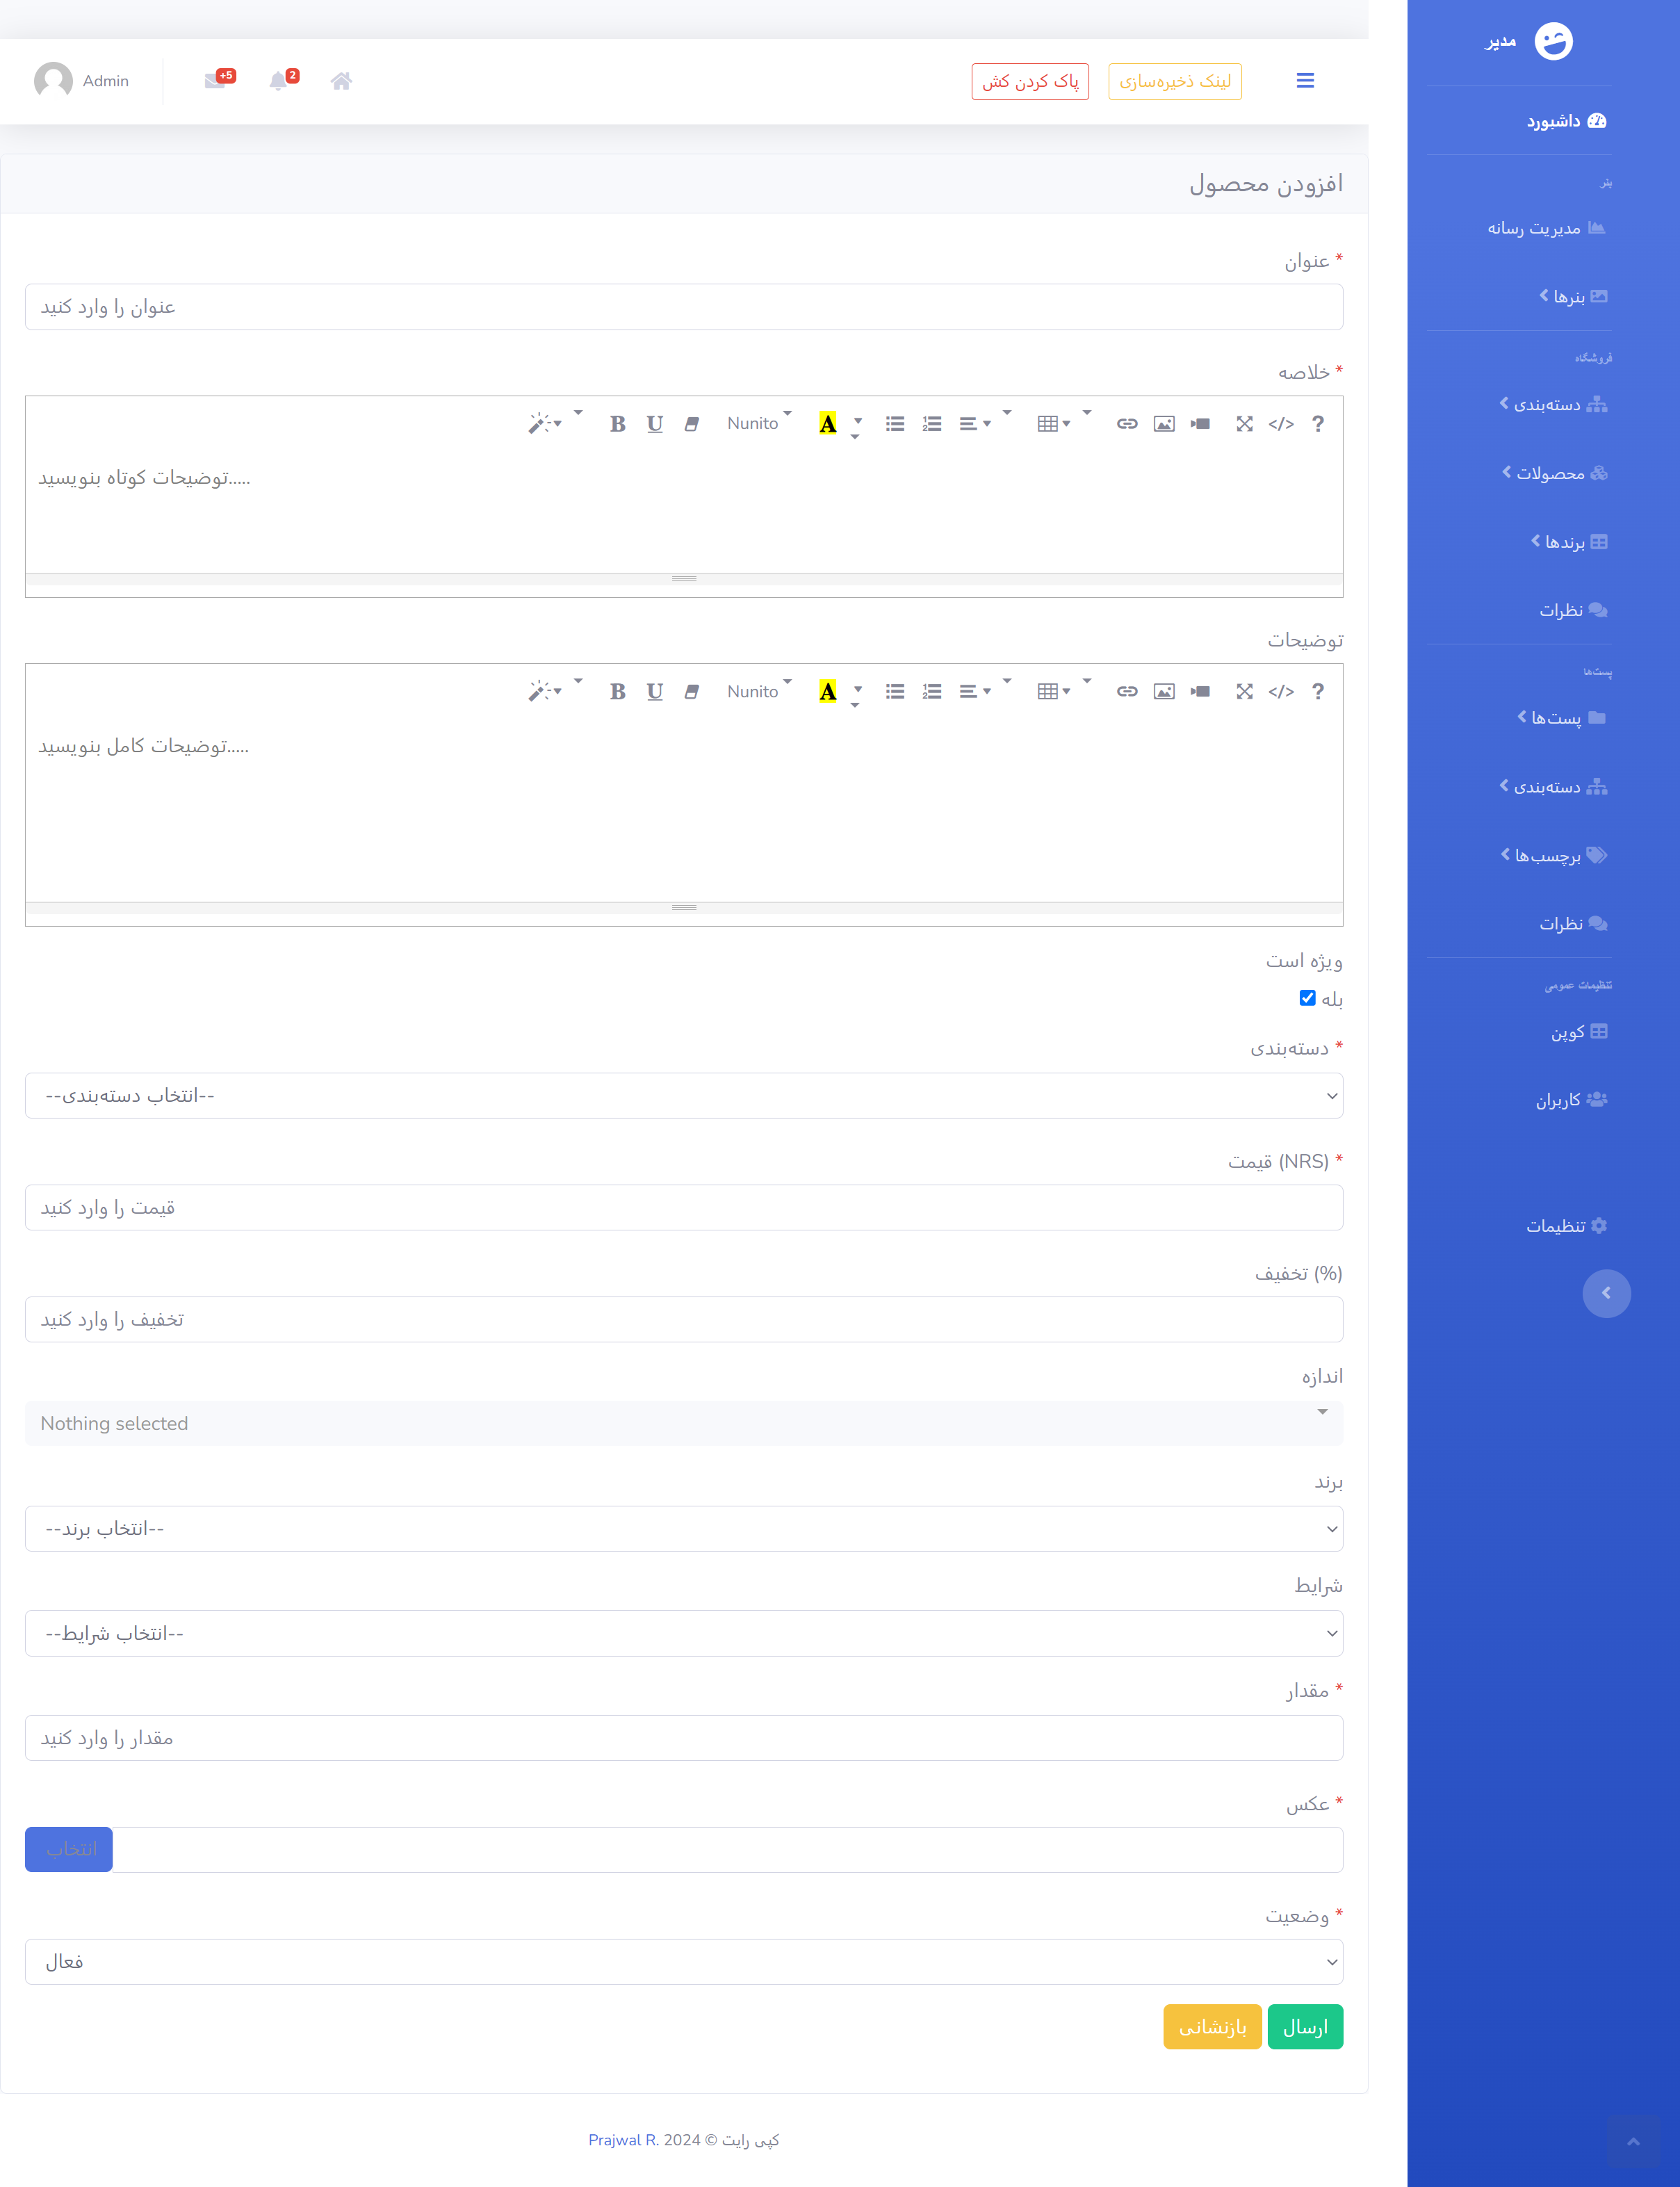 مدیر
داشبورد
بنر
مدیریت رسانه
بنرها
فروشگاه
دسته‌بندی
محصولات
برندها
نظرات
پست‌ها
پست‌ها
دسته‌بندی
برچسب‌ها
نظرات
تنظیمات عمومی
کوپن
کاربران
تنظیمات
لینک ذخیره‌سازی
پاک کردن کش
2
+5
Admin
افزودن محصول
عنوان *
عنوان را وارد کنید
خلاصه *
B U Nunito A </> ?
توضیحات کوتاه بنویسید.....
توضیحات
B U Nunito A </> ?
توضیحات کامل بنویسید.....
ویژه است
بله
دسته‌بندی *
--انتخاب دسته‌بندی--
قیمت (NRS) *
قیمت را وارد کنید
تخفیف (%)
تخفیف را وارد کنید
اندازه
Nothing selected
برند
--انتخاب برند--
شرایط
--انتخاب شرایط--
مقدار *
مقدار را وارد کنید
عکس *
انتخاب
وضعیت *
فعال
ارسال
بازنشانی
کپی رایت © 2024 Prajwal R.